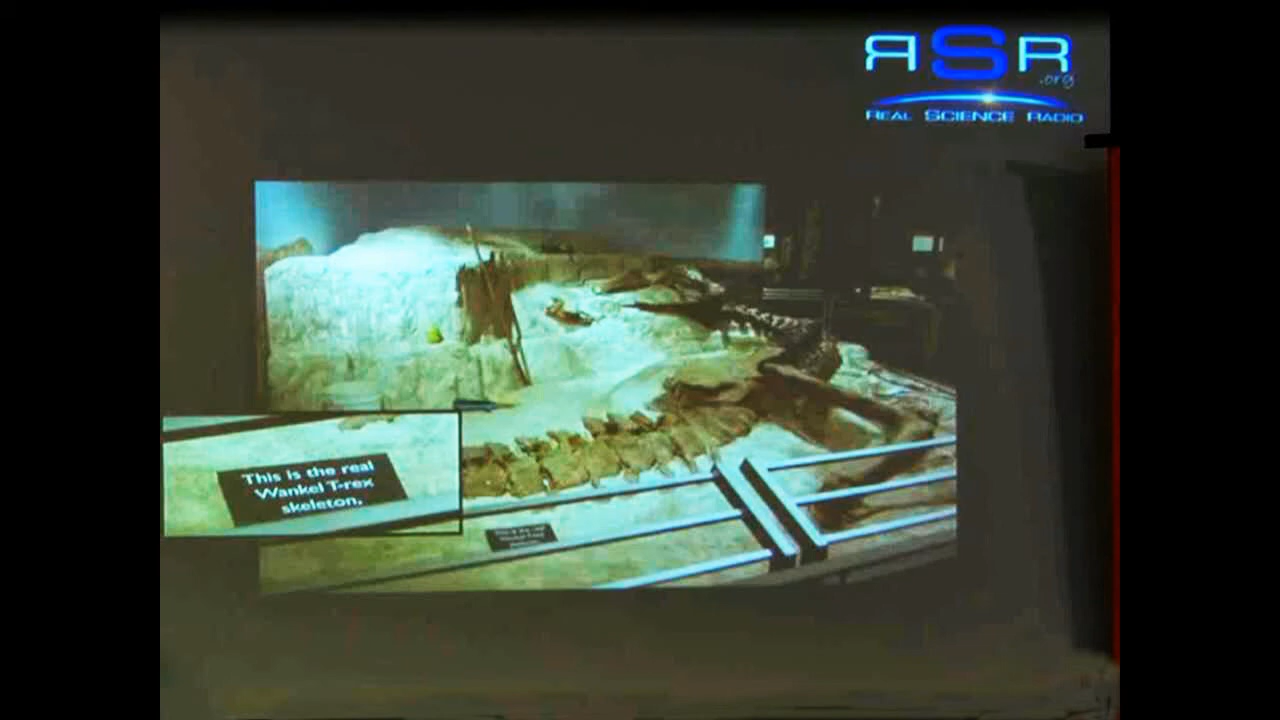 RSR
.org
REAL SCIENCE RADIO
This is the real
Wankel T-rex
skeleton.